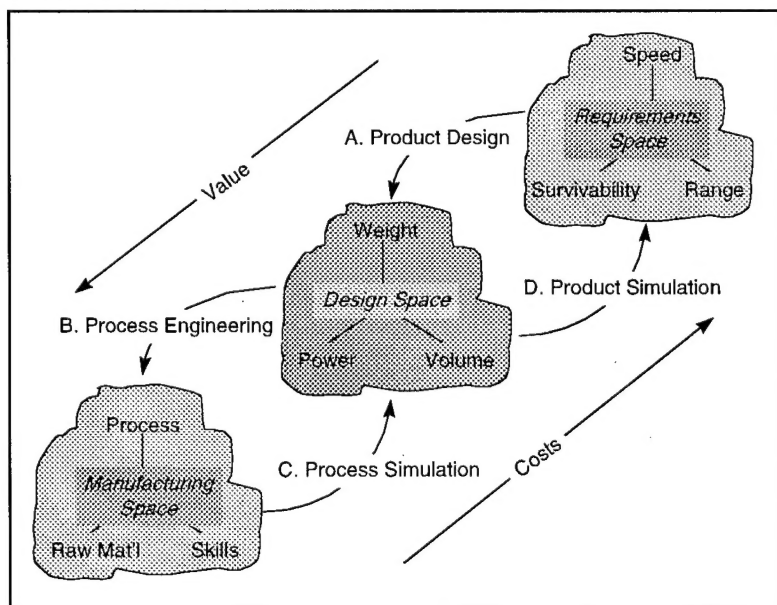 Speed
Requirements
Space
Survivability
Range
A. Product Design
Value
Weight
Design Space
Power
Volume
D. Product Simulation
B. Process Engineering
Process
Manufacturing
Space
Raw Mat'l
Skills
C. Process Simulation
Costs